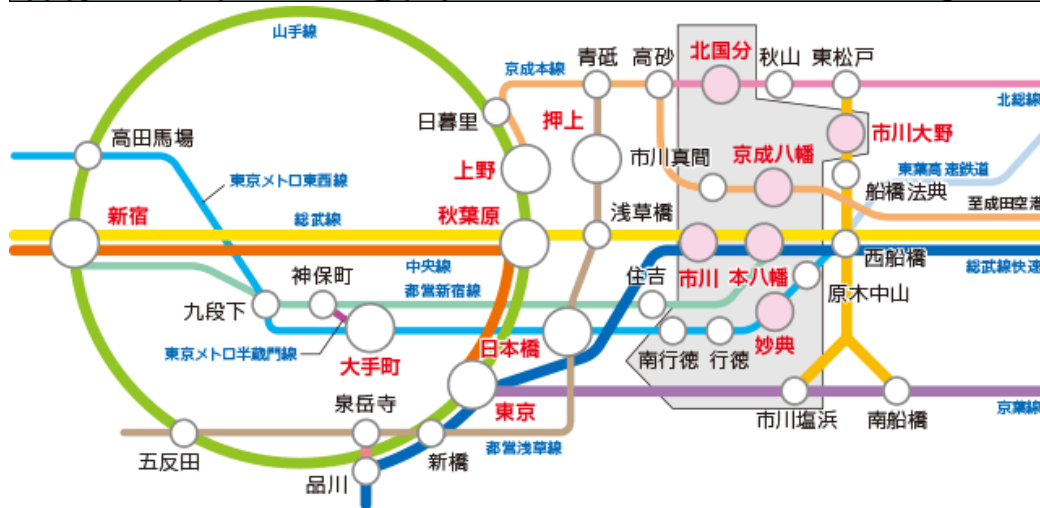 山手線
北国分
青砥
高砂
秋山
東松戸
京成本線
北総線
日暮里
押上
市川大野
高田馬場
市川真間
京成八幡
東葉高速鉄道
上野
船橋法典
東京メトロ東西線
至成田空港
新宿
総武線
秋葉原
浅草橋
西船橋
中央線
住吉
市川
本八幡
総武線快速
神保町
都営新宿線
原木中山
九段下
東京メトロ半蔵門線
大手町
日本橋
南行徳
行徳
妙典
泉岳寺
東京
京葉線
市川塩浜
南船橋
都営浅草線
五反田
新橋
品川